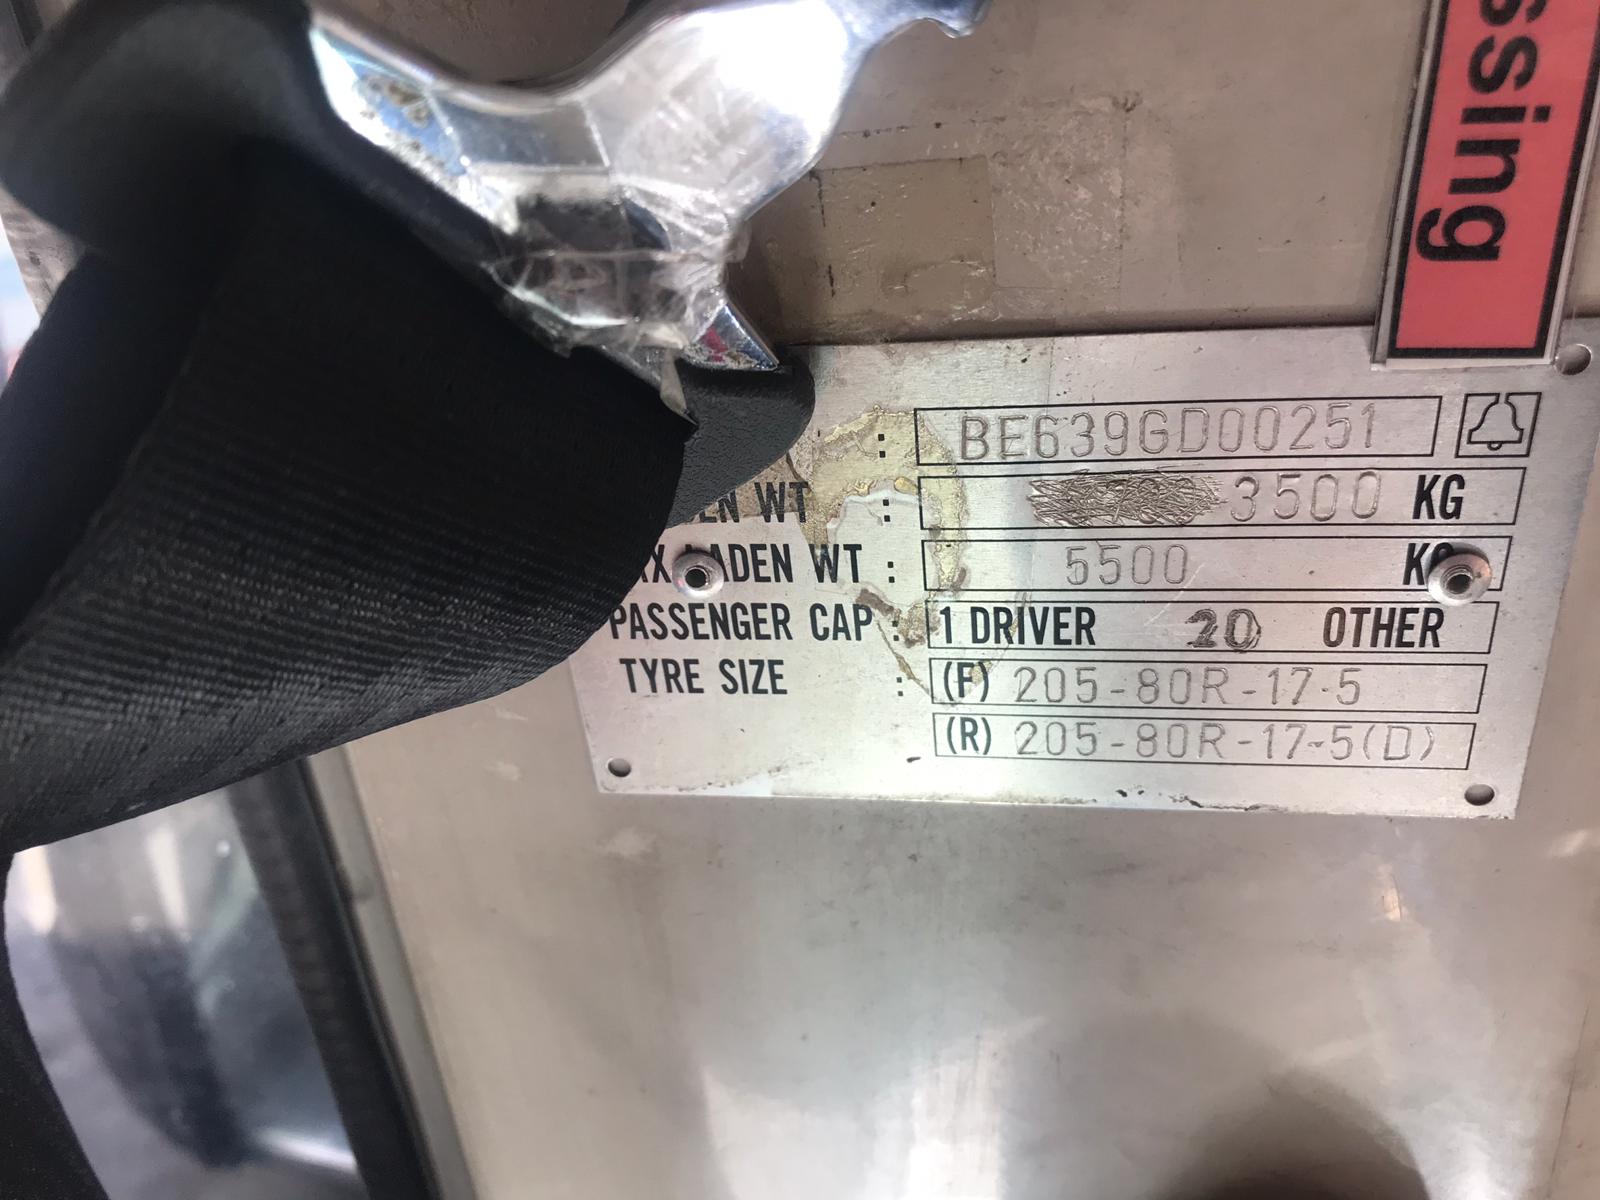 ssing
: BE639GD00251
WT : 3500 KG
LADEN WT : 5500 KG
PASSENGER CAP : 1 DRIVER 20 OTHER
TYRE SIZE : (F) 205-80R-17-5
(R) 205-80R-17-5(D)